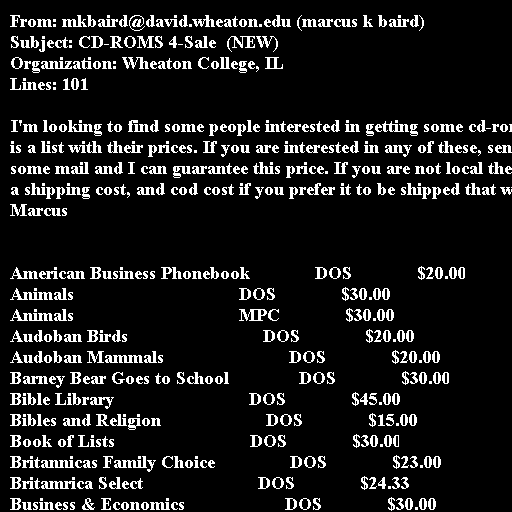 From: mkbaird@david.wheaton.edu (marcus k baird)
Subject: CD-ROMS 4-Sale (NEW)
Organization: Wheaton College, IL
Lines: 101
I'm looking to find some people interested in getting some cd-ro
is a list with their prices. If you are interested in any of these, sen
some mail and I can guarantee this price. If you are not local the
a shipping cost, and cod cost if you prefer it to be shipped that w
Marcus
American Business Phonebook DOS $20.00
Animals DOS $30.00
Animals MPC $30.00
Audoban Birds DOS $20.00
Audoban Mammals DOS $20.00
Barney Bear Goes to School DOS $30.00
Bible Library DOS $45.00
Bibles and Religion DOS $15.00
Book of Lists DOS $30.00
Britannicas Family Choice DOS $23.00
Britamrica Select DOS $24.33
Business & Economics DOS $30.00